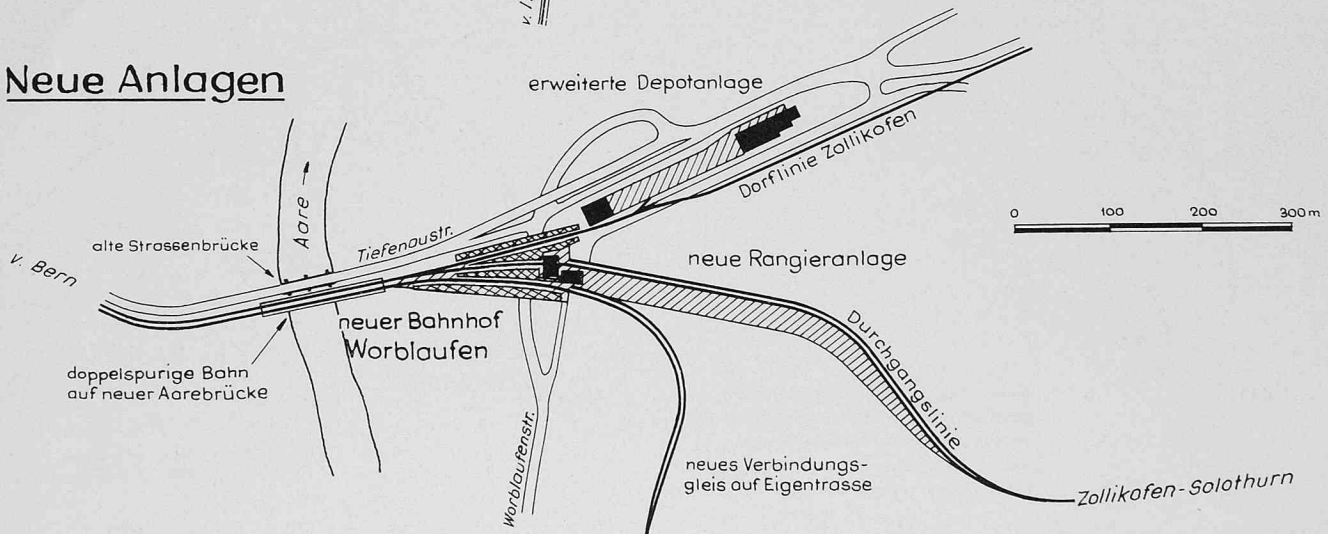 Neue Anlagen
erweiterte Depotanlage
Dorflinie Zollikofen
Aare
Tiefenaustr.
alte Strassenbrücke
v. Bern
0 100 200 300 m
neue Rangieranlage
neuer Bahnhof
Worblaufen
Durchgangslinie
doppelspurige Bahn
auf neuer Aarebrücke
Worblaufenstr.
neues Verbindungs-
gleis auf Eigentrasse
Zollikofen-Solothurn